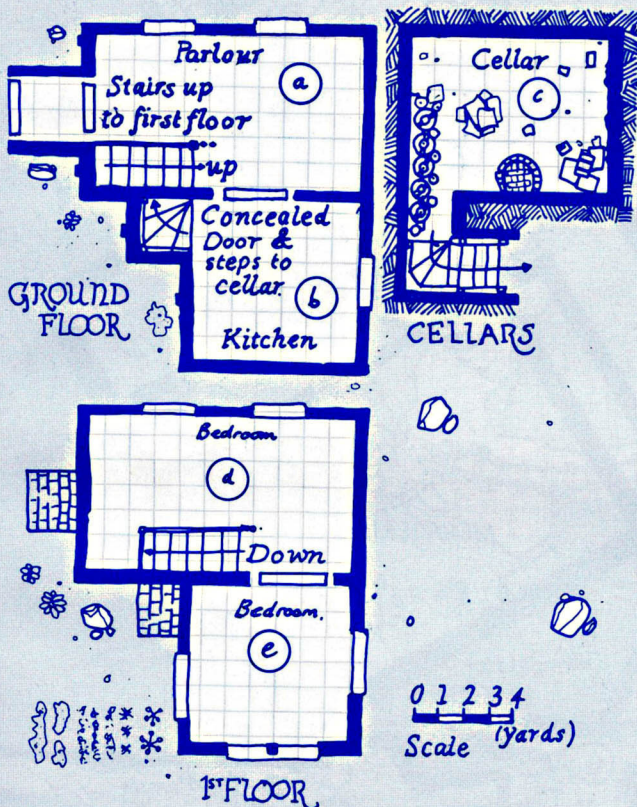 Parlour
a
Stairs up
to first floor
up
Concealed
Door &
steps to
cellar.
b
Kitchen
GROUND
FLOOR
Cellar
c
CELLARS
Bedroom
d
Down
Bedroom.
e
1ST FLOOR
0 1 2 3 4
Scale (yards)